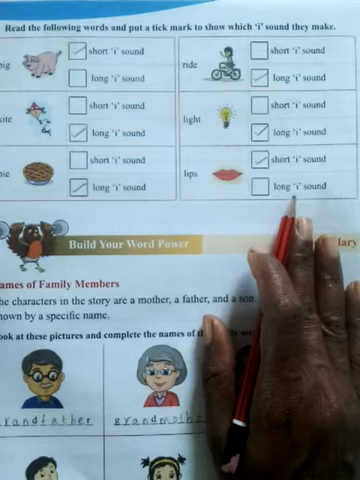 Read the following words and put a tick mark to show which 'i' sound they make.
pig
short 'i' sound
long 'i' sound
ride
short 'i' sound
long 'i' sound
kite
short 'i' sound
long 'i' sound
light
short 'i' sound
long 'i' sound
pie
short 'i' sound
long 'i' sound
lips
short 'i' sound
long 'i' sound
Build Your Word Power
ames of Family Members
he characters in the story are a mother, a father, and a son.
nown by a specific name.
ook at these pictures and complete the names of
randfather
grandmothe